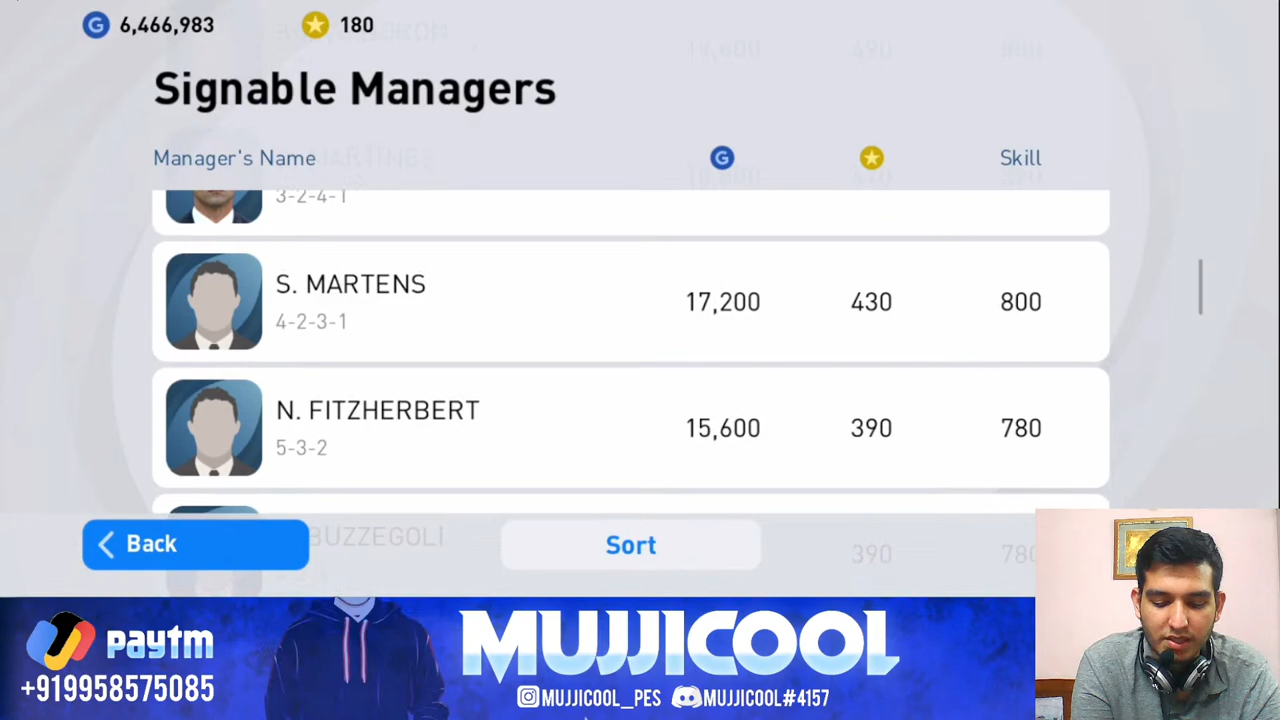 6,466,983 180
Signable Managers
Manager's Name G Skill
3-2-4-1
S. MARTENS
4-2-3-1
17,200 430 800
N. FITZHERBERT
5-3-2
15,600 390 780
BUZZEGOLI
390 780
Back Sort
paytm
+919958575085
MUJJICOOL
MUJJICOOL_PES MUJJICOOL#4157